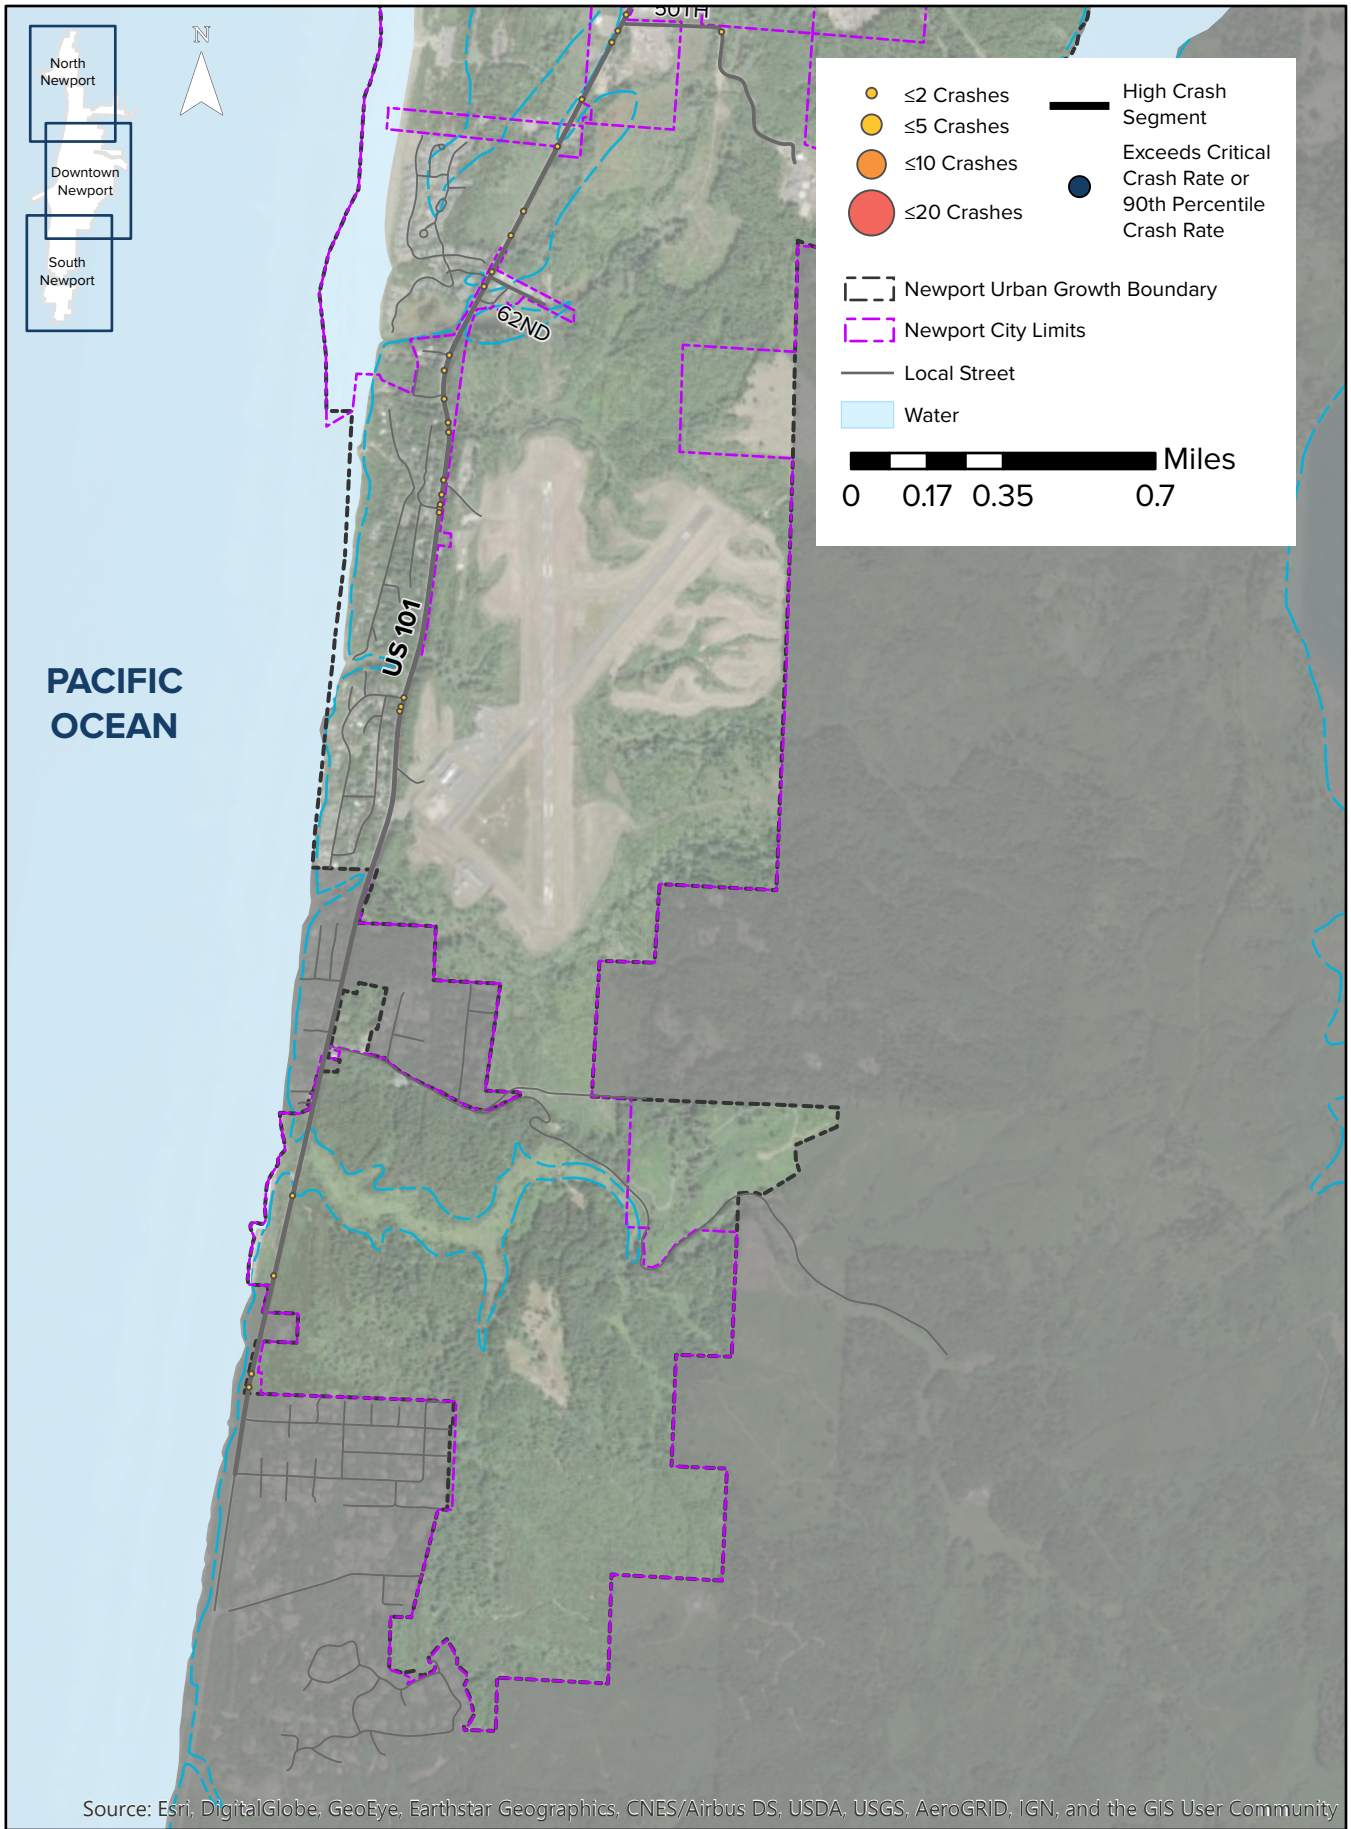 50TH
North
Newport
Downtown
Newport
South
Newport
N
≤2 Crashes
≤5 Crashes
≤10 Crashes
≤20 Crashes
High Crash
Segment
Exceeds Critical
Crash Rate or
90th Percentile
Crash Rate
Newport Urban Growth Boundary
Newport City Limits
Local Street
Water
Miles
0 0.17 0.35 0.7
62ND
US 101
PACIFIC
OCEAN
Source: Esri, DigitalGlobe, GeoEye, Earthstar Geographics, CNES/Airbus DS, USDA, USGS, AeroGRID, IGN, and the GIS User Community